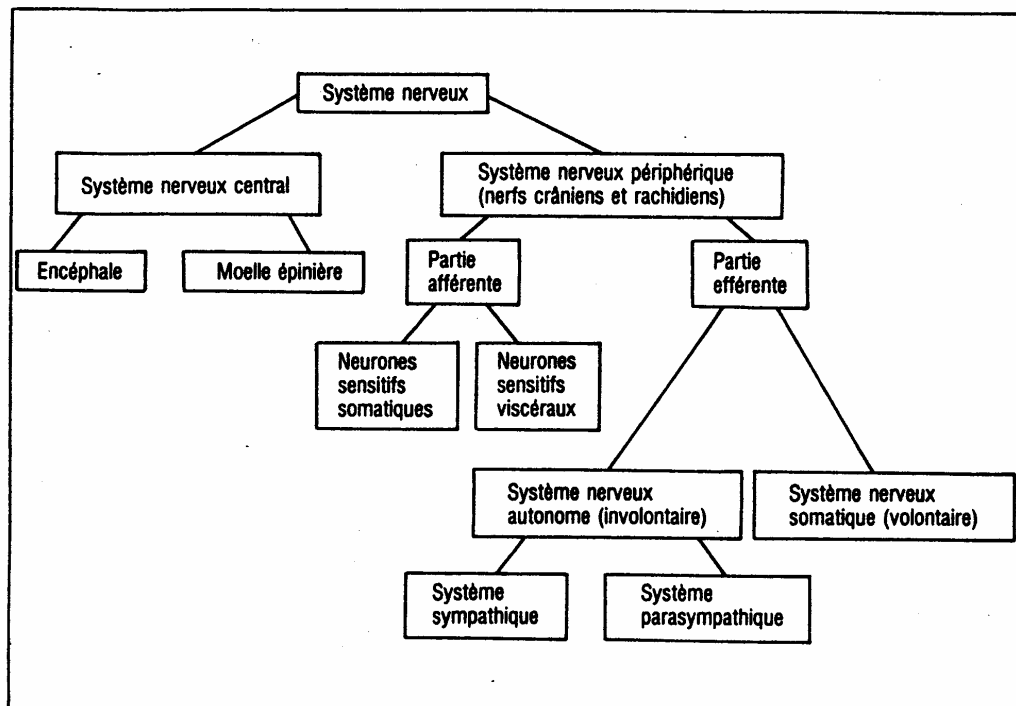 Système nerveux
Système nerveux central
Système nerveux périphérique
(nerfs crâniens et rachidiens)
Encéphale
Moelle épinière
Partie
afférente
Partie
efférente
Neurones
sensitifs
somatiques
Neurones
sensitifs
viscéraux
Système nerveux
autonome (involontaire)
Système nerveux
somatique (volontaire)
Système
sympathique
Système
parasympathique